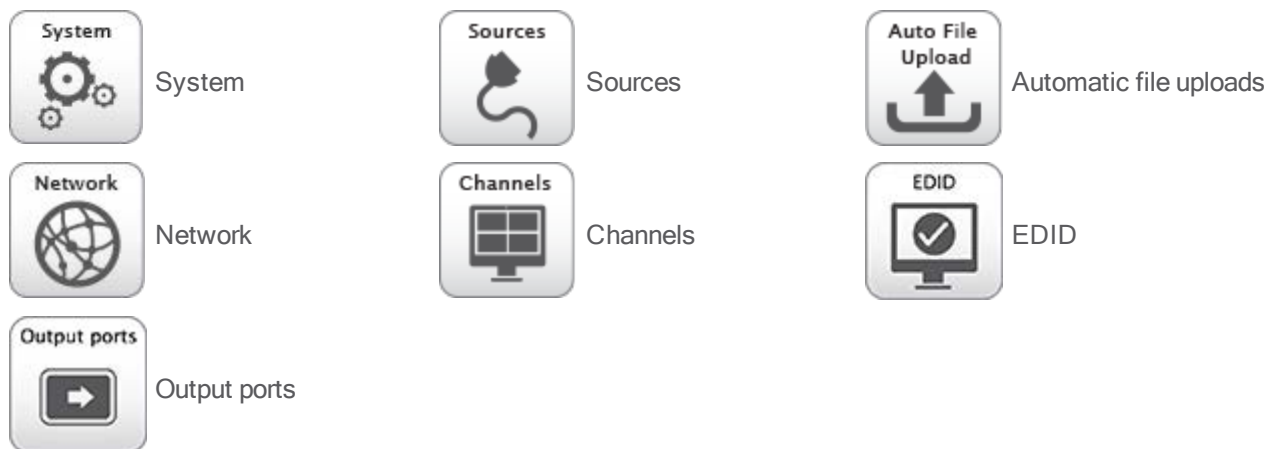 System
System
Sources
Sources
Auto File
Upload
Automatic file uploads
Network
Network
Channels
Channels
EDID
EDID
Output ports
Output ports